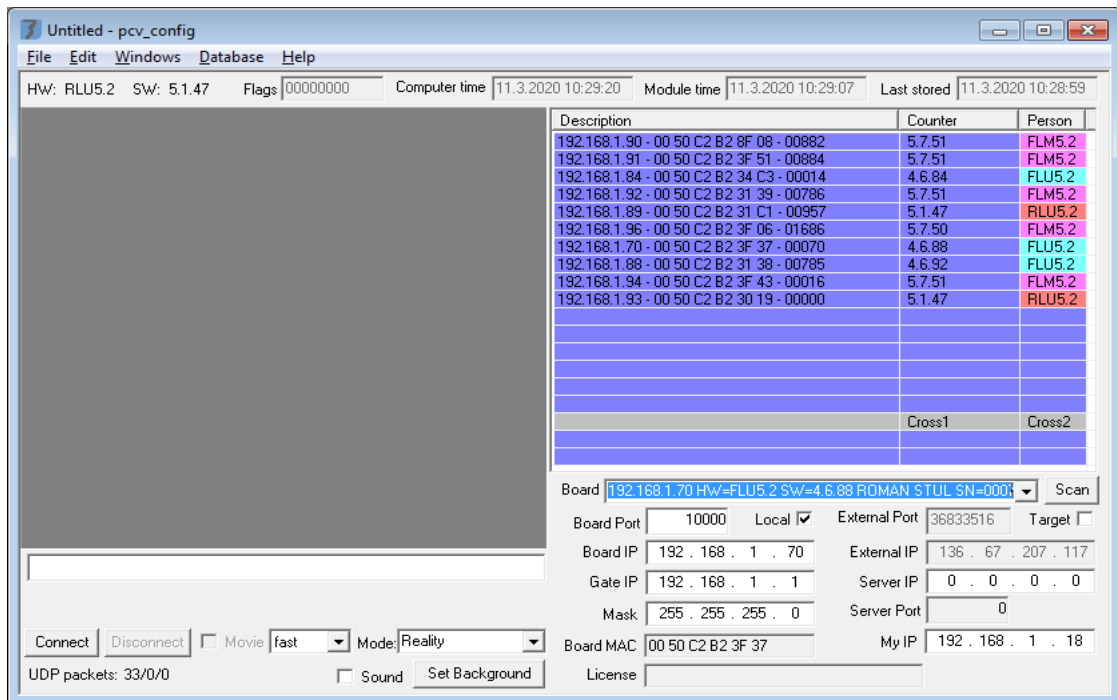 Untitled - pcv_config
File Edit Windows Database Help
HW: RLU5.2 SW: 5.1.47 Flags 00000000 Computer time 11.3.2020 10:29:20 Module time 11.3.2020 10:29:07 Last stored 11.3.2020 10:28:59
Description Counter Person
192.168.1.90 - 00 50 C2 B2 8F 08 - 00882 5.7.51 FLM5.2
192.168.1.91 - 00 50 C2 B2 3F 51 - 00884 5.7.51 FLM5.2
192.168.1.84 - 00 50 C2 B2 34 C3 - 00014 4.6.84 FLU5.2
192.168.1.92 - 00 50 C2 B2 31 39 - 00786 5.7.51 FLM5.2
192.168.1.89 - 00 50 C2 B2 31 C1 - 00957 5.1.47 RLU5.2
192.168.1.96 - 00 50 C2 B2 3F 06 - 01686 5.7.50 FLM5.2
192.168.1.70 - 00 50 C2 B2 3F 37 - 00070 4.6.88 FLU5.2
192.168.1.88 - 00 50 C2 B2 31 38 - 00785 4.6.92 FLU5.2
192.168.1.94 - 00 50 C2 B2 3F 43 - 00016 5.7.51 FLM5.2
192.168.1.93 - 00 50 C2 B2 30 19 - 00000 5.1.47 RLU5.2
Cross1 Cross2
Board 192.168.1.70 HW=FLU5.2 SW=4.6.88 ROMAN STUL Scan
Board Port 10000 Local External Port 36833516 Target
Board IP 192 . 168 . 1 . 70 External IP 136 . 67 . 207 . 117
Gate IP 192 . 168 . 1 . 1 Server IP 0 . 0 . 0 . 0
Mask 255 . 255 . 255 . 0 Server Port 0
Connect Disconnect Movie fast Mode: Reality Board MAC 00 50 C2 B2 3F 37 My IP 192 . 168 . 1 . 18
UDP packets: 33/0/0 Sound Set Background License